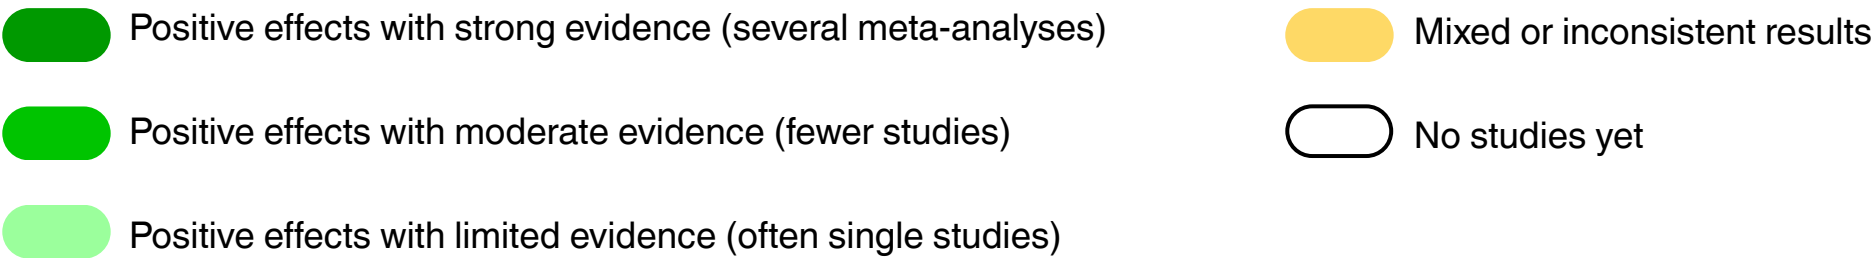 Positive effects with strong evidence (several meta-analyses)
Positive effects with moderate evidence (fewer studies)
Positive effects with limited evidence (often single studies)
Mixed or inconsistent results
No studies yet